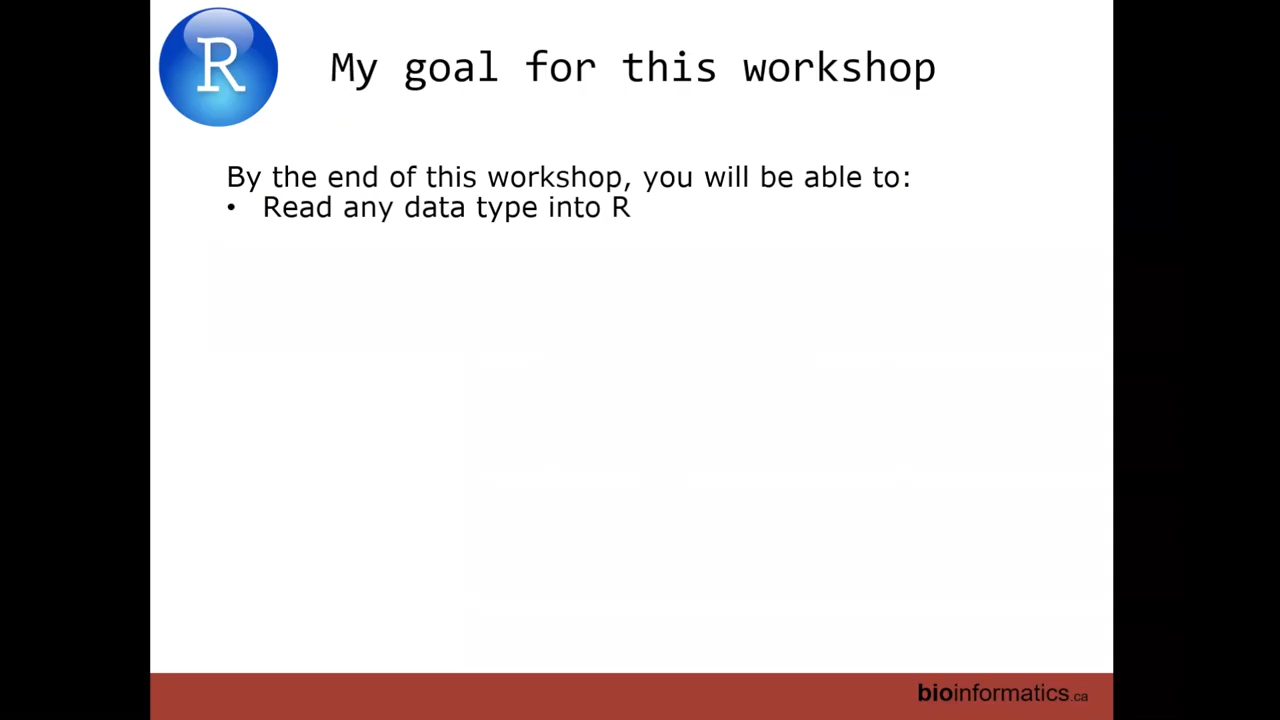 R
My goal for this workshop
By the end of this workshop, you will be able to:
• Read any data type into R
bioinformatics.ca